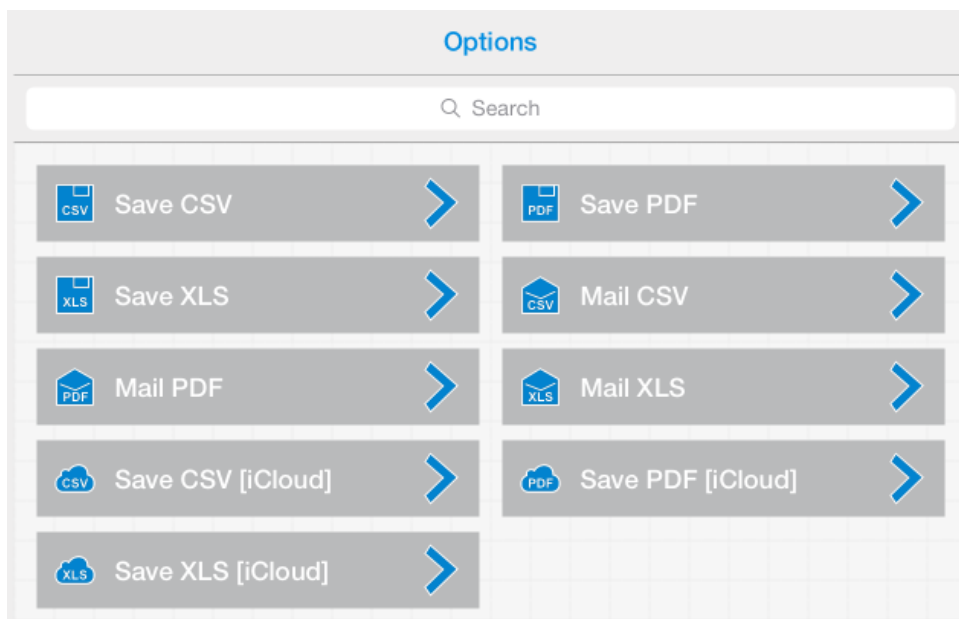 Options
Search
CSV Save CSV
PDF Save PDF
XLS Save XLS
CSV Mail CSV
PDF Mail PDF
XLS Mail XLS
CSV Save CSV [iCloud]
PDF Save PDF [iCloud]
XLS Save XLS [iCloud]